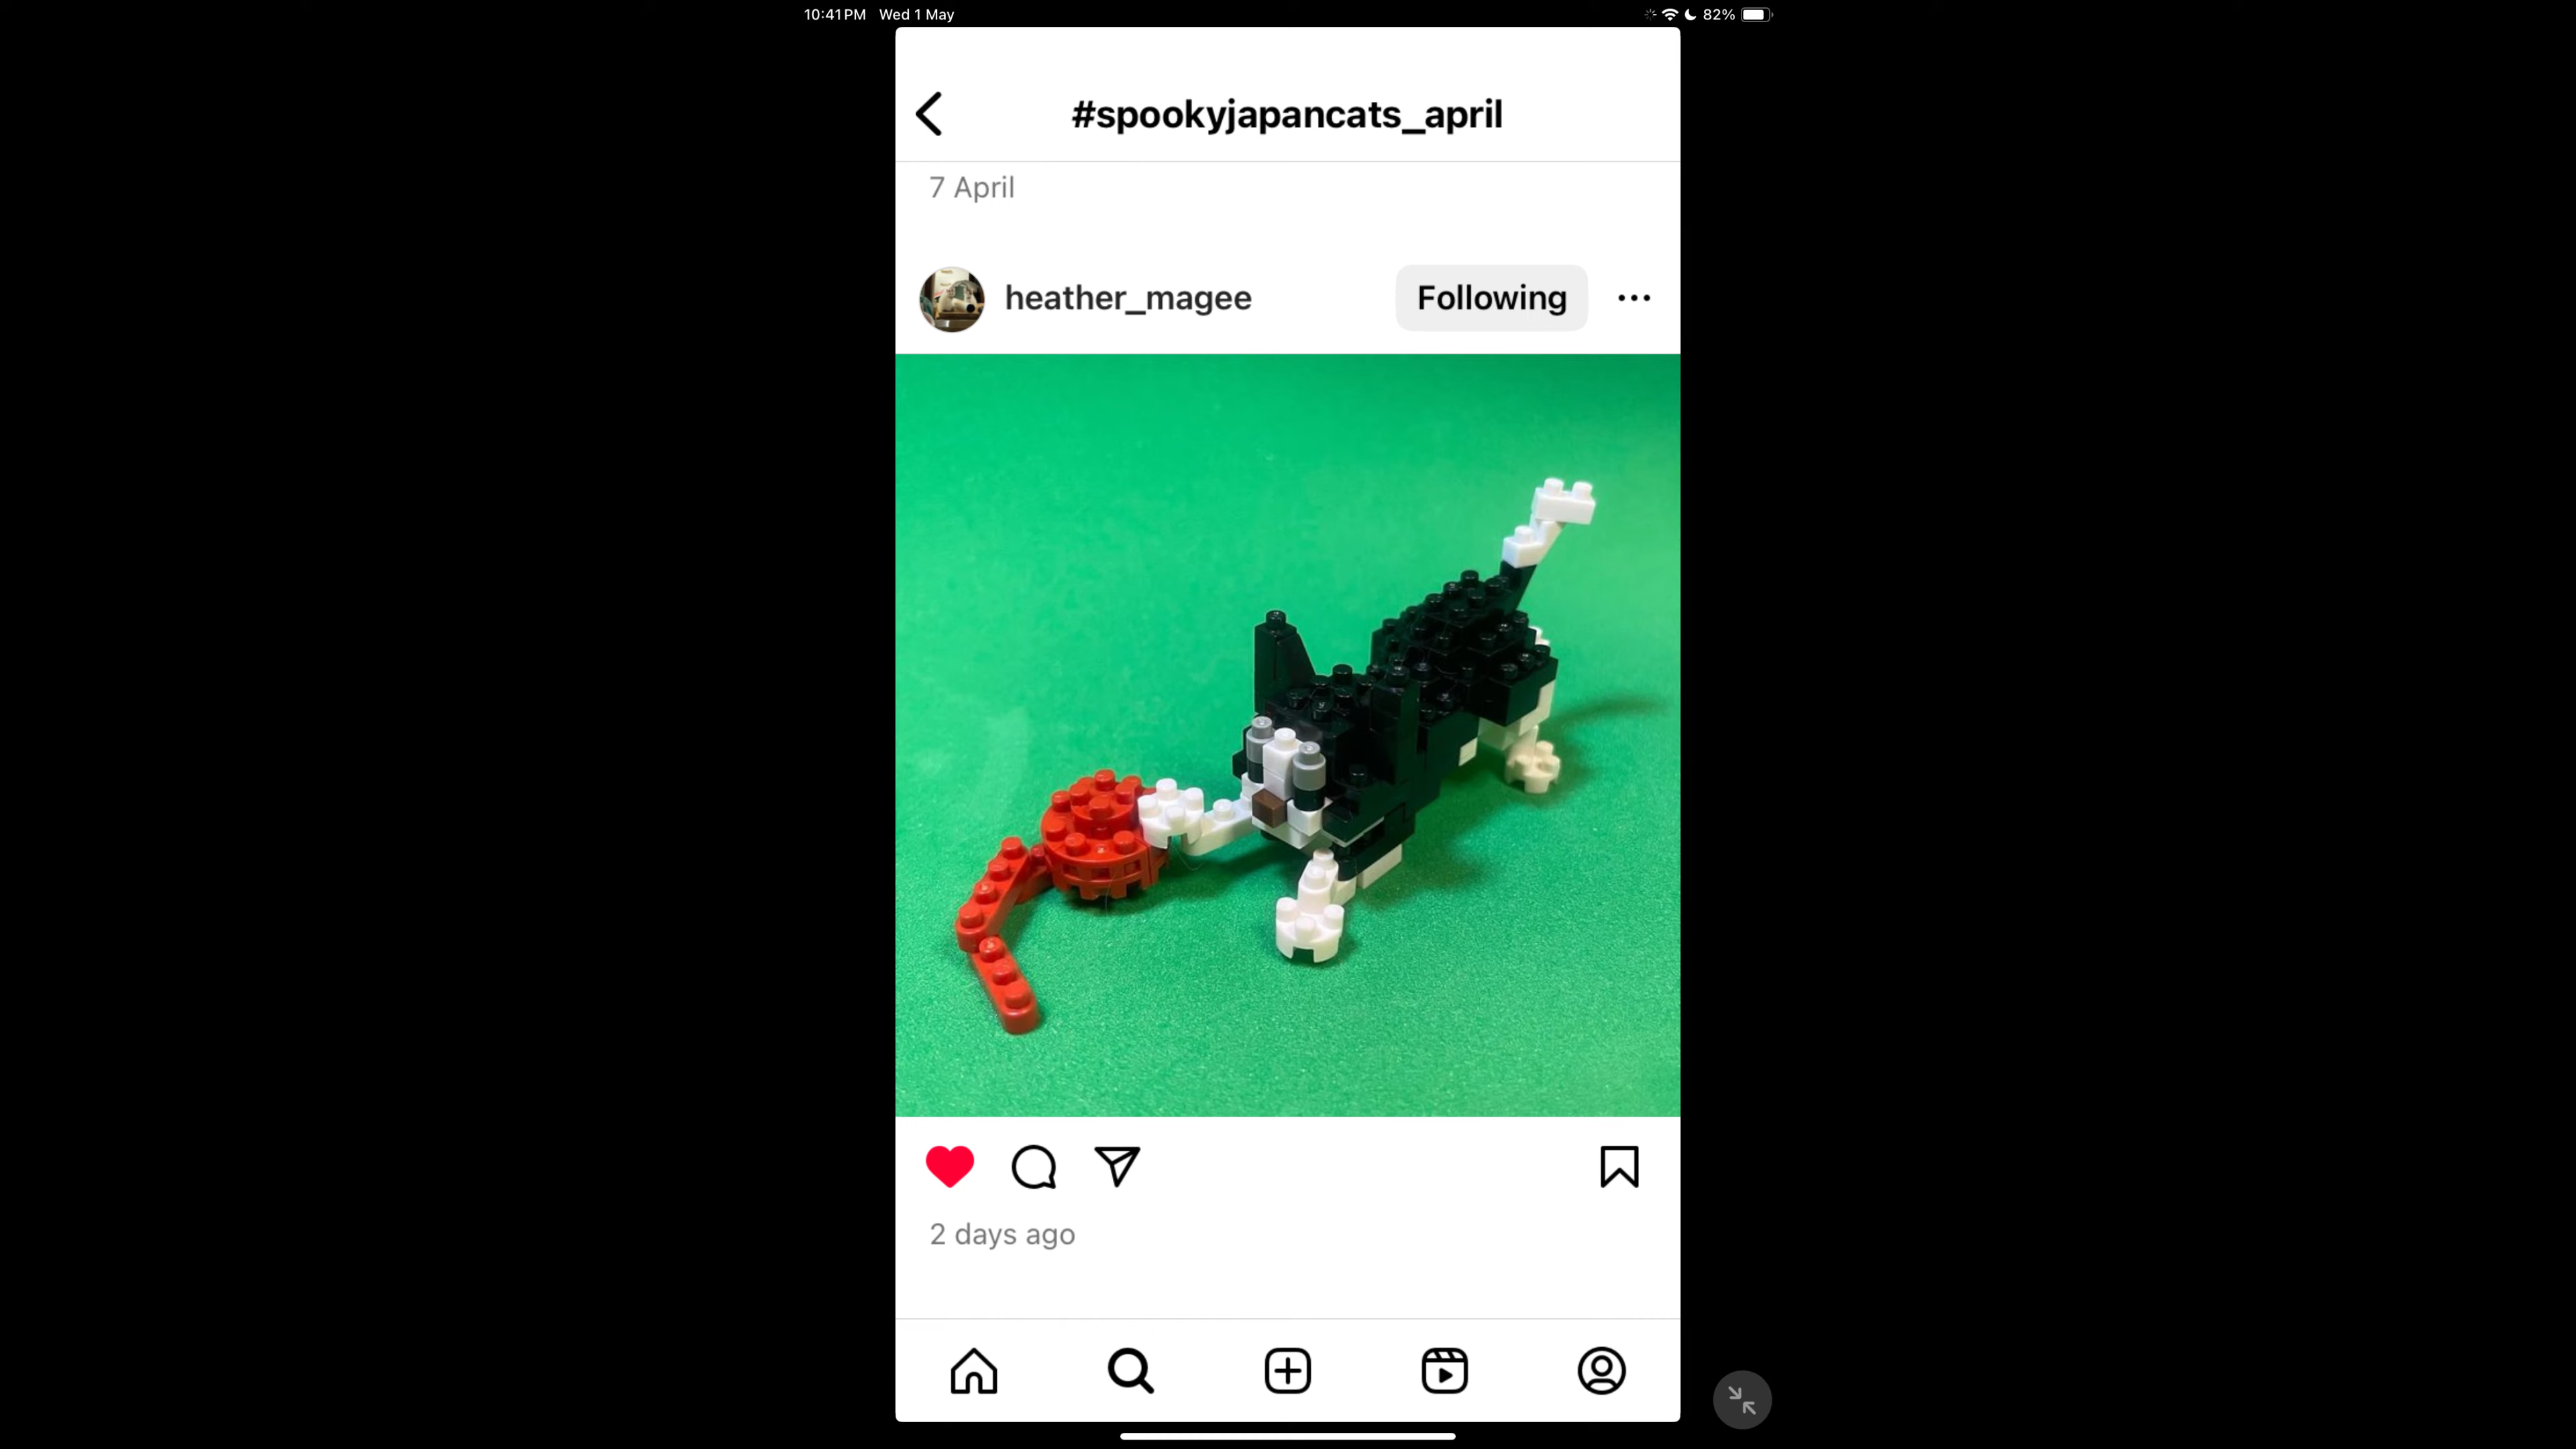 10:41 PM Wed 1 May
82%
#spookyjapancats_april
7 April
heather_magee
Following
2 days ago